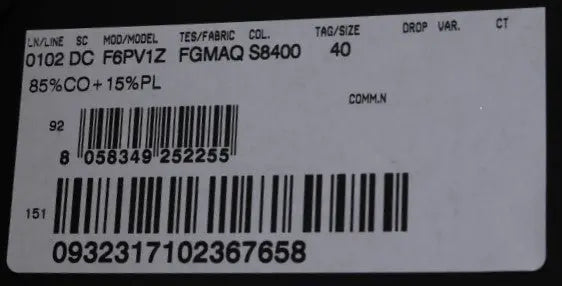 LN/LINE SC MOD/MODEL TES/FABRIC COL. TAG/SIZE DROP VAR. CT
0102 DC F6PV1Z FGMAQ S8400 40
85%CO+15%PL
COMM.N
92
8 058349 252255
151
0932317102367658